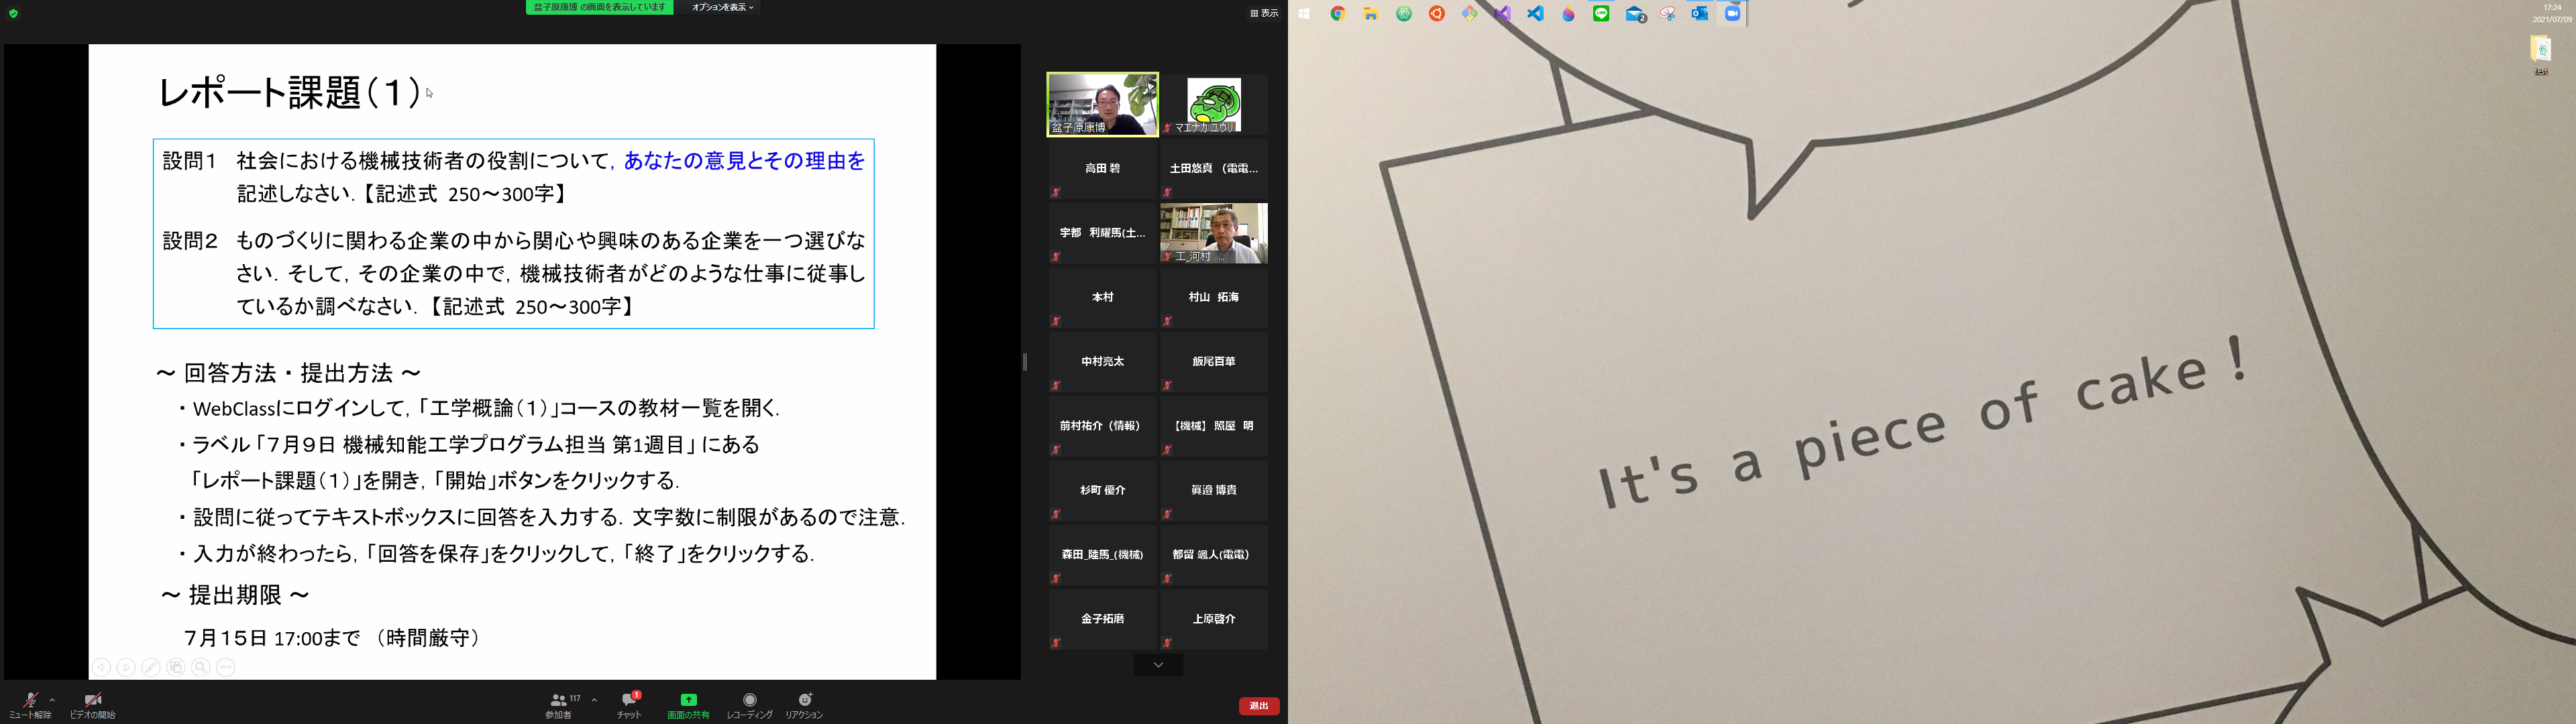 盆子原康博 の画面を表示しています
オプションを表示
表示
レポート課題（１）
設問１ 社会における機械技術者の役割について，あなたの意見とその理由を
記述しなさい．【記述式 250～300字】
設問２ ものづくりに関わる企業の中から関心や興味のある企業を一つ選びな
さい．そして，その企業の中で，機械技術者がどのような仕事に従事し
ているか調べなさい．【記述式 250～300字】
～ 回答方法・提出方法 ～
・WebClassにログインして，「工学概論（１）」コースの教材一覧を開く．
・ラベル「７月９日 機械知能工学プログラム担当 第1週目」にある
「レポート課題（１）」を開き，「開始」ボタンをクリックする．
・設問に従ってテキストボックスに回答を入力する．文字数に制限があるので注意．
・入力が終わったら，「回答を保存」をクリックして，「終了」をクリックする．
～ 提出期限 ～
７月１５日 17:00まで （時間厳守）
盆子原康博
マエナカ ユウリ
高田 碧
土田悠真 （電電...
宇都 利耀馬(土...
工_河村 ...
本村
村山 拓海
中村亮太
飯尾百華
前村祐介（情報）
【機械】 照屋 明
杉町 優介
眞邉 博貴
森田_陸馬_(機械)
都留 颯人(電電)
金子拓磨
上原啓介
ミュート解除
ビデオの開始
117
参加者
1
チャット
画面の共有
レコーディング
リアクション
退出
2
17:24
2021/07/09
test
It's a piece of cake !